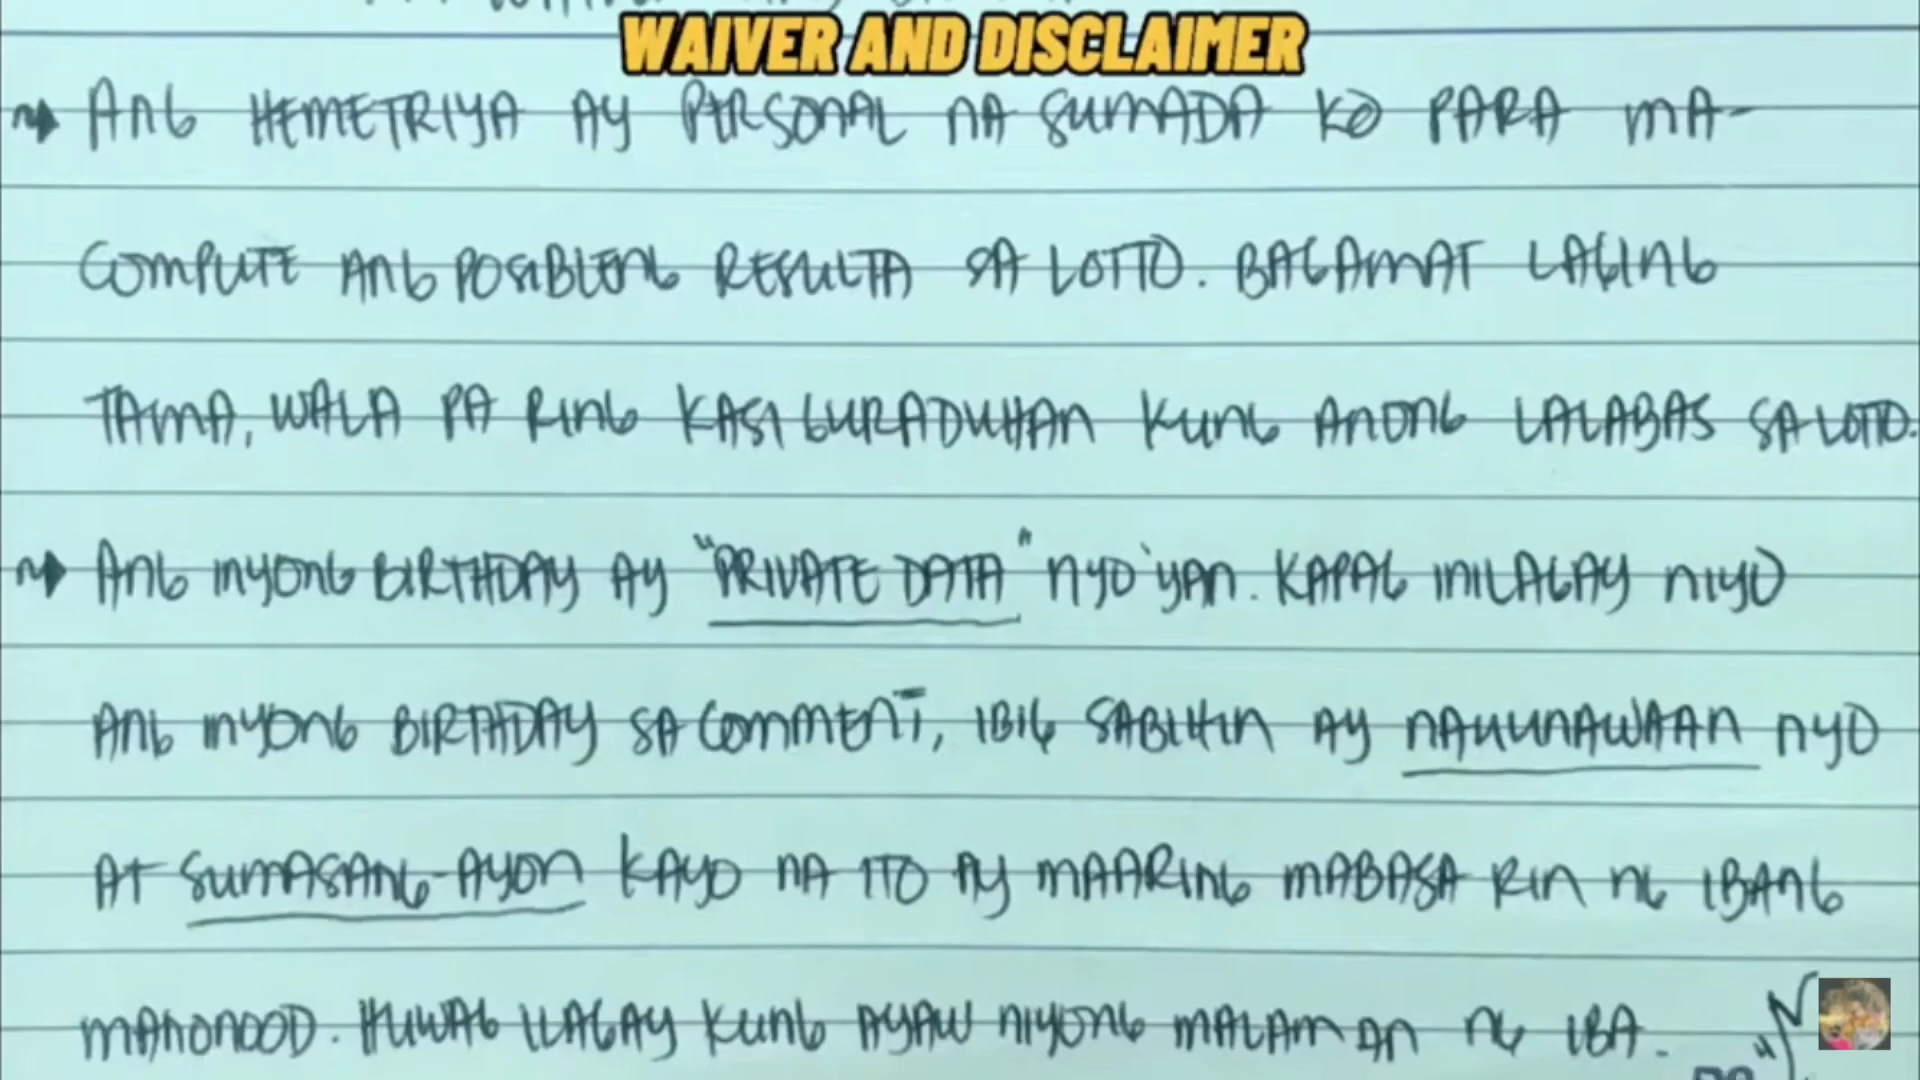 WAIVER AND DISCLAIMER
ANG HEMETRIYA AY PERSONAL NA SUMADA KO PARA MA-
COMPUTE ANG POSIBLENG RESULTA SA LOTTO. BAGAMAT LAGING
TAMA, WALA PA RING KASIGURADUHAN KUNG ANONG LALABAS SA LOTTO.
ANG INYONG BIRTHDAY AY "PRIVATE DATA" NYO 'YAN. KAPAG INILAGAY NIYO
ANG INYONG BIRTHDAY SA COMMENT, IBIG SABIHIN AY NAUUNAWAAN NYO
AT SUMASANG-AYON KAYO NA ITO AY MAARING MABASA RIN NG IBANG
MANONOOD. HUWAG ILAGAY KUNG AYAW NIYONG MALAMAN NG IBA.